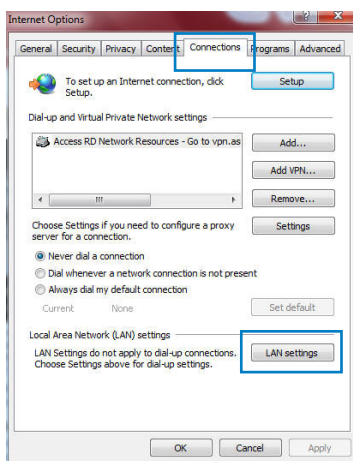 Internet Options
General Security Privacy Content Connections Programs Advanced
To set up an Internet connection, click
Setup.
Setup
Dial-up and Virtual Private Network settings
Access RD Network Resources - Go to vpn.as
Add...
Add VPN...
Remove...
Choose Settings if you need to configure a proxy
server for a connection.
Settings
Never dial a connection
Dial whenever a network connection is not present
Always dial my default connection
Current None
Set default
Local Area Network (LAN) settings
LAN Settings do not apply to dial-up connections.
Choose Settings above for dial-up settings.
LAN settings
OK Cancel Apply